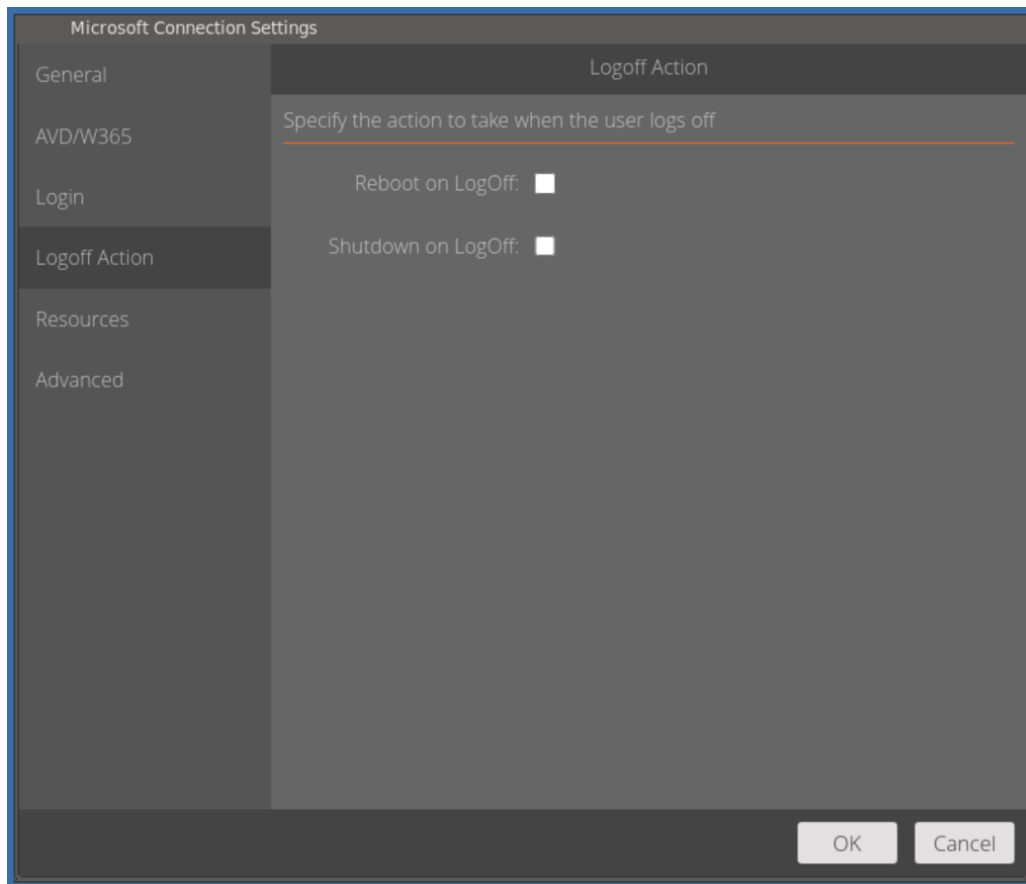 Microsoft Connection Settings
General
AVD/W365
Login
Logoff Action
Resources
Advanced
Logoff Action
Specify the action to take when the user logs off
Reboot on LogOff:
Shutdown on LogOff:
OK
Cancel